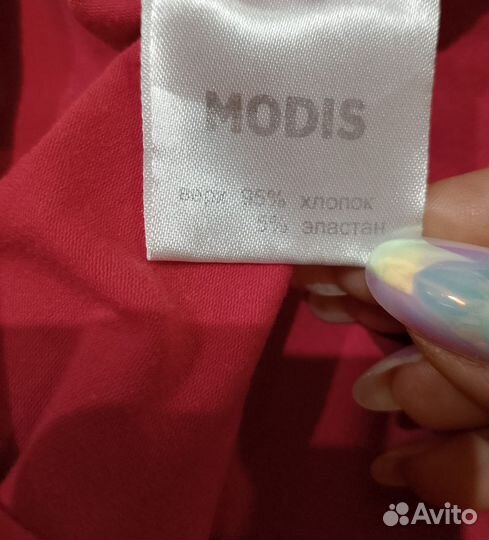 MODIS
верх 95% хлопок
5% эластан
Avito